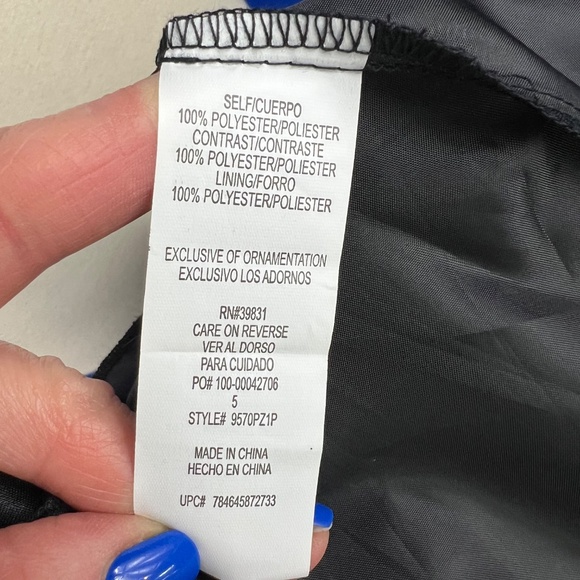 SELF/CUERPO
100% POLYESTER/POLIESTER
CONTRAST/CONTRASTE
100% POLYESTER/POLIESTER
LINING/FORRO
100% POLYESTER/POLIESTER
EXCLUSIVE OF ORNAMENTATION
EXCLUSIVO LOS ADORNOS
RN#39831
CARE ON REVERSE
VER AL DORSO
PARA CUIDADO
PO# 100-00042706
5
STYLE# 9570PZ1P
MADE IN CHINA
HECHO EN CHINA
UPC# 784645872733